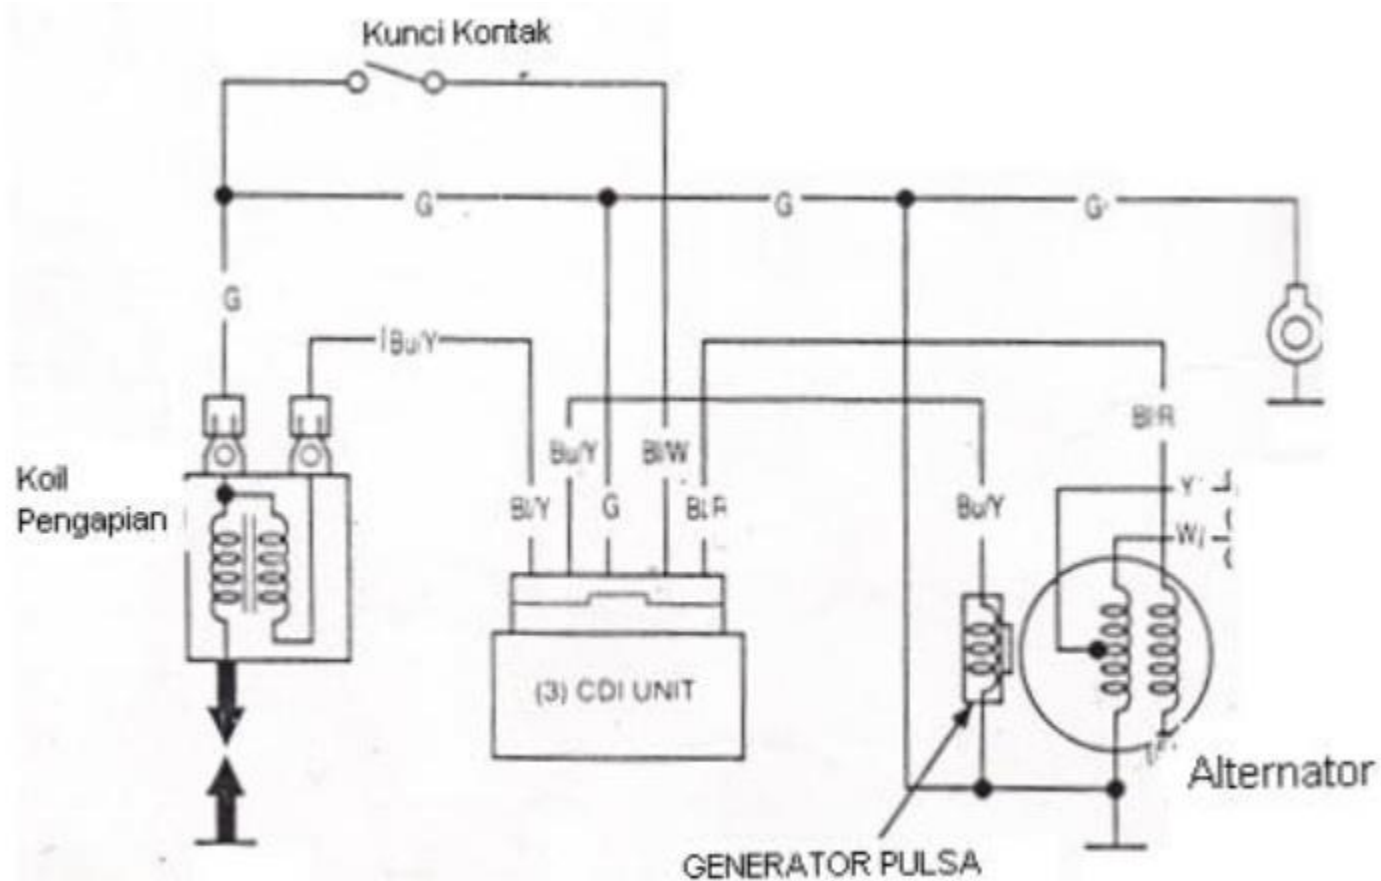 Kunci Kontak
G
G
G
G
Bu/Y
Bu/Y
Bl/W
Bl/R
Y
Koil
Pengapian
Bl/Y
G
Bl/R
Bu/Y
W
(3) CDI UNIT
Alternator
GENERATOR PULSA